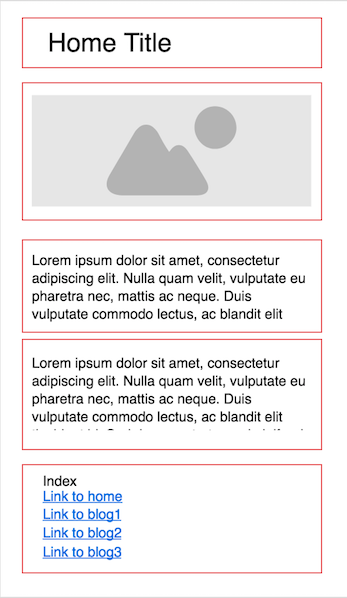 Home Title
Lorem ipsum dolor sit amet, consectetur
adipiscing elit. Nulla quam velit, vulputate eu
pharetra nec, mattis ac neque. Duis
vulputate commodo lectus, ac blandit elit
Lorem ipsum dolor sit amet, consectetur
adipiscing elit. Nulla quam velit, vulputate eu
pharetra nec, mattis ac neque. Duis
vulputate commodo lectus, ac blandit elit
Index
Link to home
Link to blog1
Link to blog2
Link to blog3